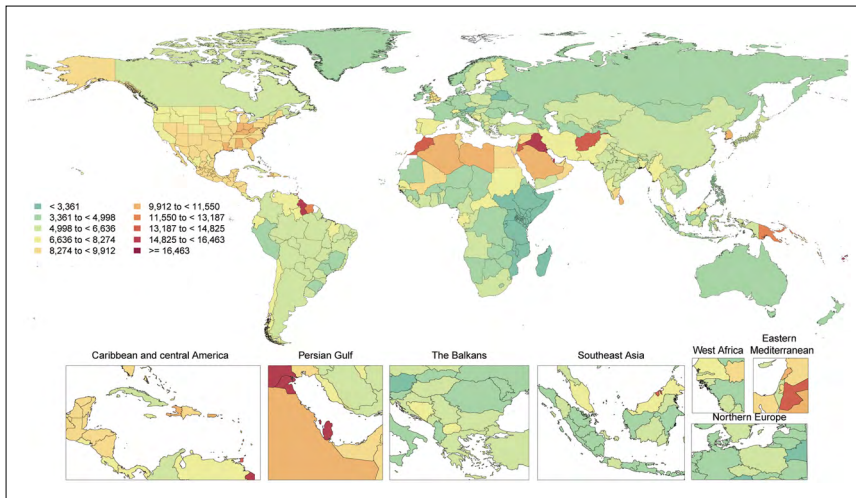 < 3,361
3,361 to < 4,998
4,998 to < 6,636
6,636 to < 8,274
8,274 to < 9,912
9,912 to < 11,550
11,550 to < 13,187
13,187 to < 14,825
14,825 to < 16,463
>= 16,463
Caribbean and central America
Persian Gulf
The Balkans
Southeast Asia
West Africa
Eastern
Mediterranean
Northern Europe